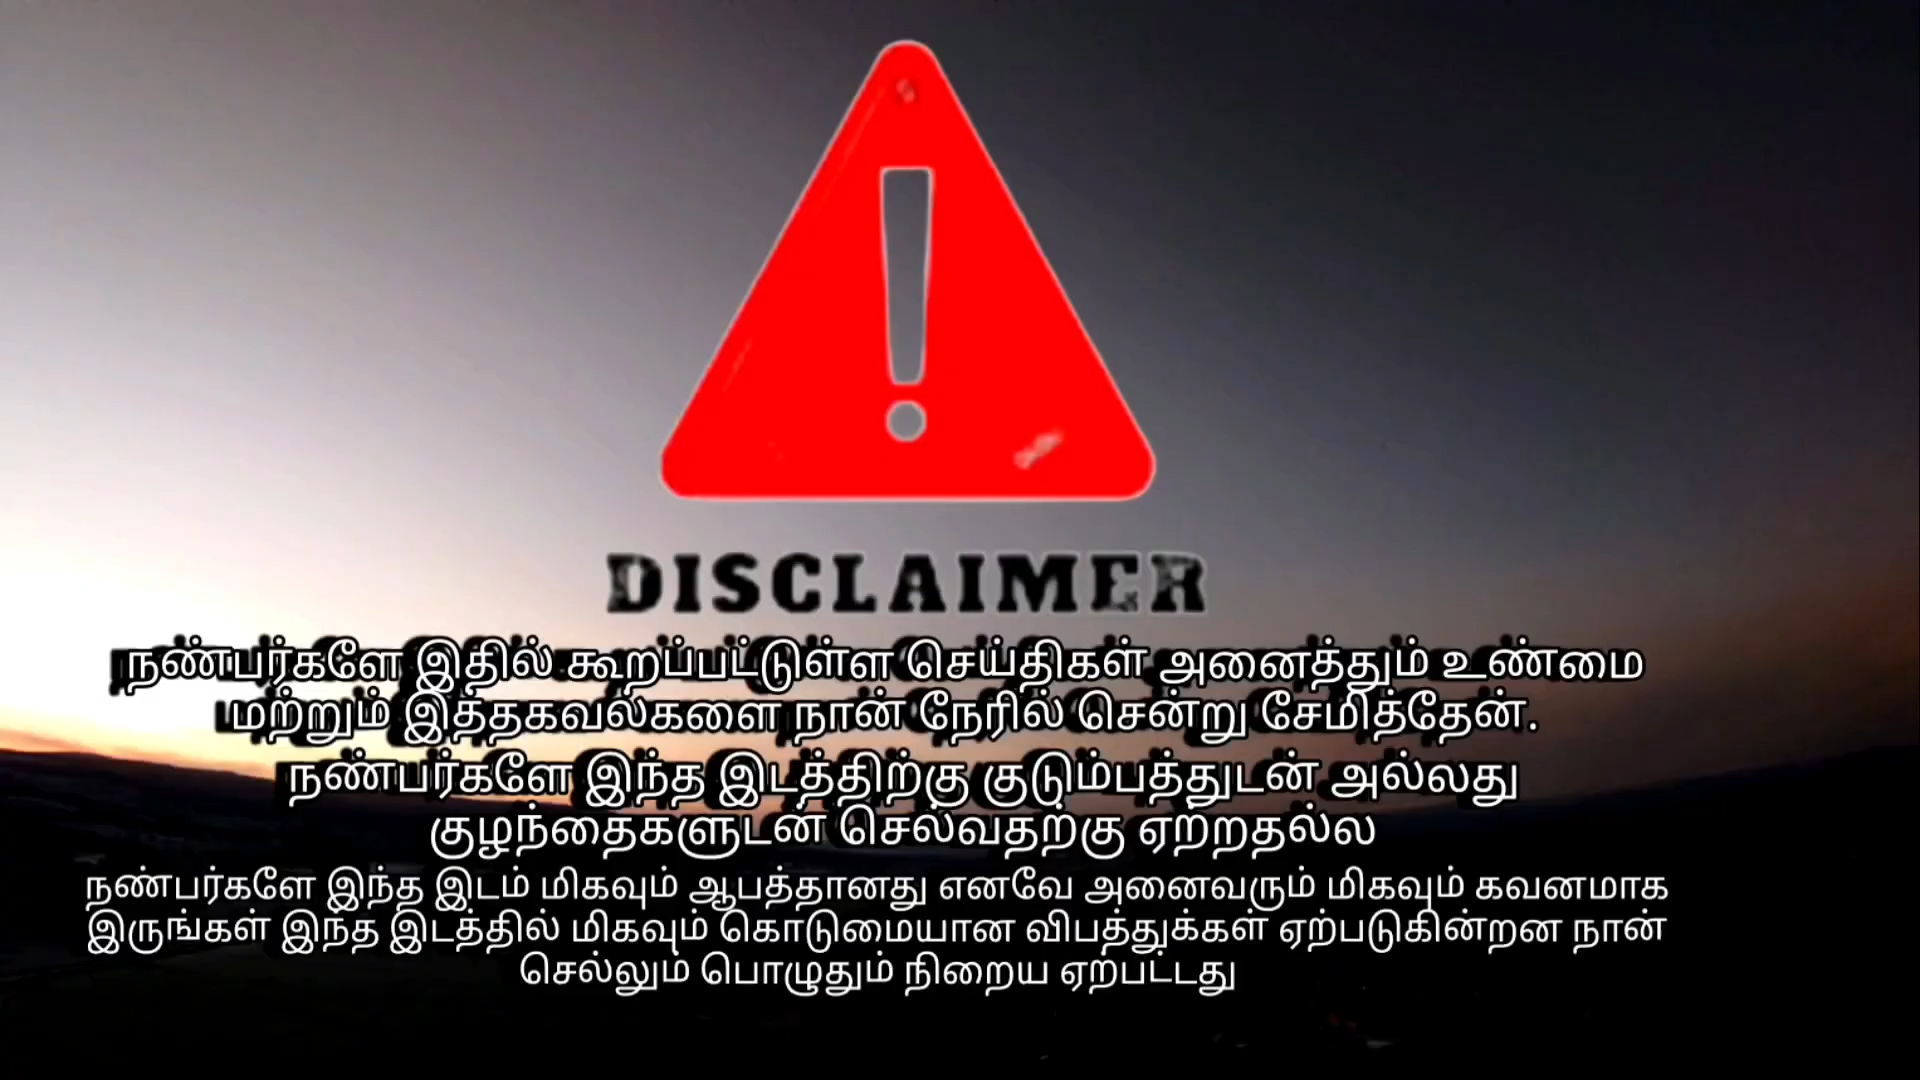 DISCLAIMER
நண்பர்களே இதில் கூறப்பட்டுள்ள செய்திகள் அனைத்தும் உண்மை
மற்றும் இத்தகவல்களை நான் நேரில் சென்று சேமித்தேன்.
நண்பர்களே இந்த இடத்திற்கு குடும்பத்துடன் அல்லது
குழந்தைகளுடன் செல்வதற்கு ஏற்றதல்ல
நண்பர்களே இந்த இடம் மிகவும் ஆபத்தானது எனவே அனைவரும் மிகவும் கவனமாக
இருங்கள் இந்த இடத்தில் மிகவும் கொடுமையான விபத்துக்கள் ஏற்படுகின்றன நான்
செல்லும் பொழுதும் நிறைய ஏற்பட்டது